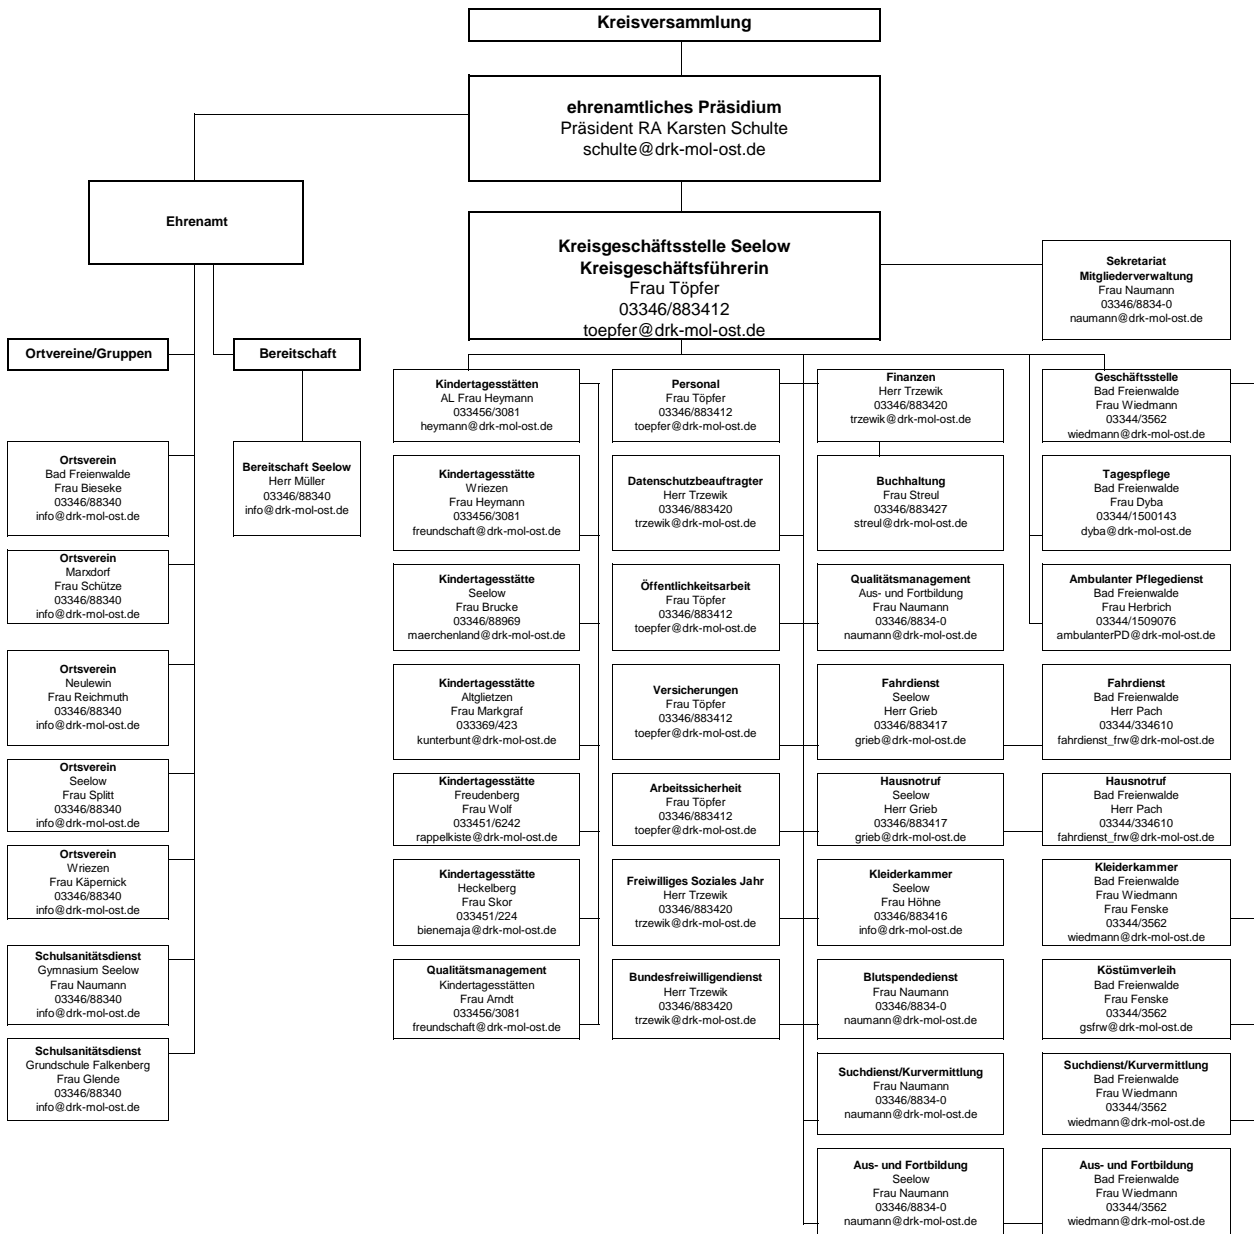 Kreisversammlung
ehrenamtliches Präsidium
Präsident RA Karsten Schulte
schulte@drk-mol-ost.de
Ehrenamt
Kreisgeschäftsstelle Seelow
Kreisgeschäftsführerin
Frau Töpfer
03346/883412
toepfer@drk-mol-ost.de
Sekretariat
Mitgliederverwaltung
Frau Naumann
03346/8834-0
naumann@drk-mol-ost.de
Ortvereine/Gruppen
Bereitschaft
Ortsverein
Bad Freienwalde
Frau Bieseke
03346/88340
info@drk-mol-ost.de
Ortsverein
Marxdorf
Frau Schütze
03346/88340
info@drk-mol-ost.de
Ortsverein
Neulewin
Frau Reichmuth
03346/88340
info@drk-mol-ost.de
Ortsverein
Seelow
Frau Splitt
03346/88340
info@drk-mol-ost.de
Ortsverein
Wriezen
Frau Käpernick
03346/88340
info@drk-mol-ost.de
Schulsanitätsdienst
Gymnasium Seelow
Frau Naumann
03346/88340
info@drk-mol-ost.de
Schulsanitätsdienst
Grundschule Falkenberg
Frau Glende
03346/88340
info@drk-mol-ost.de
Bereitschaft Seelow
Herr Müller
03346/88340
info@drk-mol-ost.de
Kindertagesstätten
AL Frau Heymann
033456/3081
heymann@drk-mol-ost.de
Kindertagesstätte
Wriezen
Frau Heymann
033456/3081
freundschaft@drk-mol-ost.de
Kindertagesstätte
Seelow
Frau Brucke
03346/88969
maerchenland@drk-mol-ost.de
Kindertagesstätte
Altglietzen
Frau Markgraf
033369/423
kunterbunt@drk-mol-ost.de
Kindertagesstätte
Freudenberg
Frau Wolf
033451/6242
rappelkiste@drk-mol-ost.de
Kindertagesstätte
Heckelberg
Frau Skor
033451/224
bienemaja@drk-mol-ost.de
Qualitätsmanagement
Kindertagesstätten
Frau Arndt
033456/3081
freundschaft@drk-mol-ost.de
Personal
Frau Töpfer
03346/883412
toepfer@drk-mol-ost.de
Datenschutzbeauftragter
Herr Trzewik
03346/883420
trzewik@drk-mol-ost.de
Öffentlichkeitsarbeit
Frau Töpfer
03346/883412
toepfer@drk-mol-ost.de
Versicherungen
Frau Töpfer
03346/883412
toepfer@drk-mol-ost.de
Arbeitssicherheit
Frau Töpfer
03346/883412
toepfer@drk-mol-ost.de
Freiwilliges Soziales Jahr
Herr Trzewik
03346/883420
trzewik@drk-mol-ost.de
Bundesfreiwilligendienst
Herr Trzewik
03346/883420
trzewik@drk-mol-ost.de
Finanzen
Herr Trzewik
03346/883420
trzewik@drk-mol-ost.de
Buchhaltung
Frau Streul
03346/883427
streul@drk-mol-ost.de
Qualitätsmanagement
Aus- und Fortbildung
Frau Naumann
03346/8834-0
naumann@drk-mol-ost.de
Fahrdienst
Seelow
Herr Grieb
03346/883417
grieb@drk-mol-ost.de
Hausnotruf
Seelow
Herr Grieb
03346/883417
grieb@drk-mol-ost.de
Kleiderkammer
Seelow
Frau Höhne
03346/883416
info@drk-mol-ost.de
Blutspendedienst
Frau Naumann
03346/8834-0
naumann@drk-mol-ost.de
Suchdienst/Kurvermittlung
Frau Naumann
03346/8834-0
naumann@drk-mol-ost.de
Aus- und Fortbildung
Seelow
Frau Naumann
03346/8834-0
naumann@drk-mol-ost.de
Geschäftsstelle
Bad Freienwalde
Frau Wiedmann
03344/3562
wiedmann@drk-mol-ost.de
Tagespflege
Bad Freienwalde
Frau Dyba
03344/1500143
dyba@drk-mol-ost.de
Ambulanter Pflegedienst
Bad Freienwalde
Frau Herbrich
03344/1509076
ambulanterPD@drk-mol-ost.de
Fahrdienst
Bad Freienwalde
Herr Pach
03344/334610
fahrdienst_frw@drk-mol-ost.de
Hausnotruf
Bad Freienwalde
Herr Pach
03344/334610
fahrdienst_frw@drk-mol-ost.de
Kleiderkammer
Bad Freienwalde
Frau Wiedmann
Frau Fenske
03344/3562
wiedmann@drk-mol-ost.de
Köstümverleih
Bad Freienwalde
Frau Fenske
03344/3562
gsfrw@drk-mol-ost.de
Suchdienst/Kurvermittlung
Bad Freienwalde
Frau Wiedmann
03344/3562
wiedmann@drk-mol-ost.de
Aus- und Fortbildung
Bad Freienwalde
Frau Wiedmann
03344/3562
wiedmann@drk-mol-ost.de